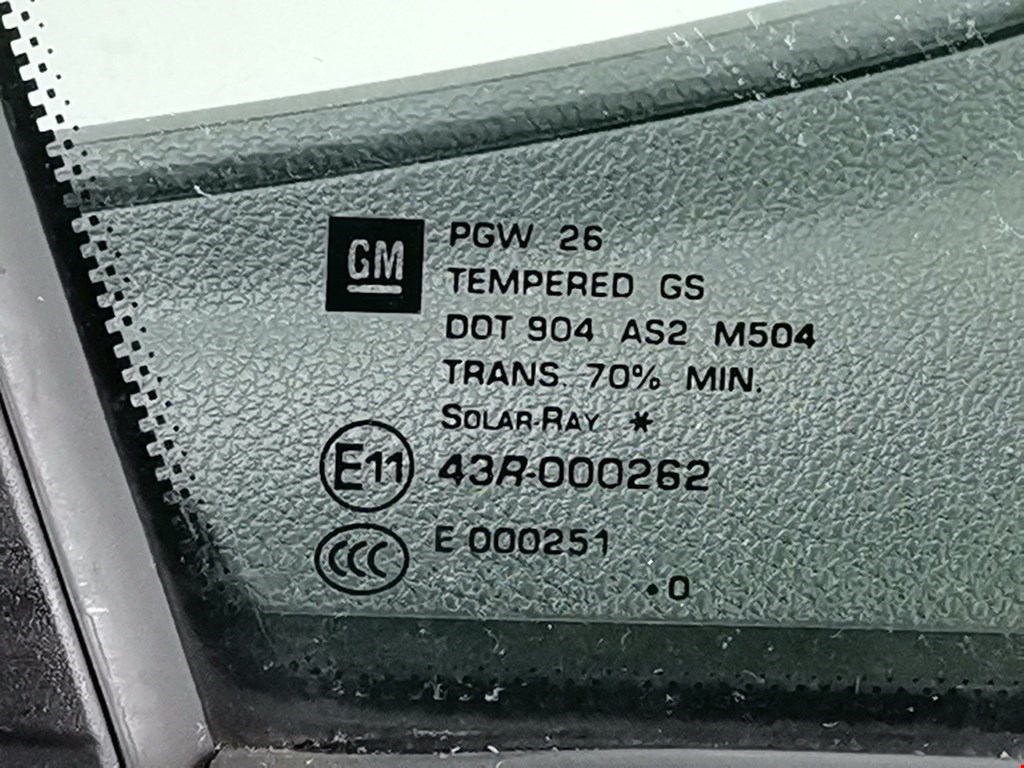 GM
PGW 26
TEMPERED GS
DOT 904 AS2 M504
TRANS. 70% MIN.
SOLAR-RAY *
E11 43R-000262
CCC E 000251
.0